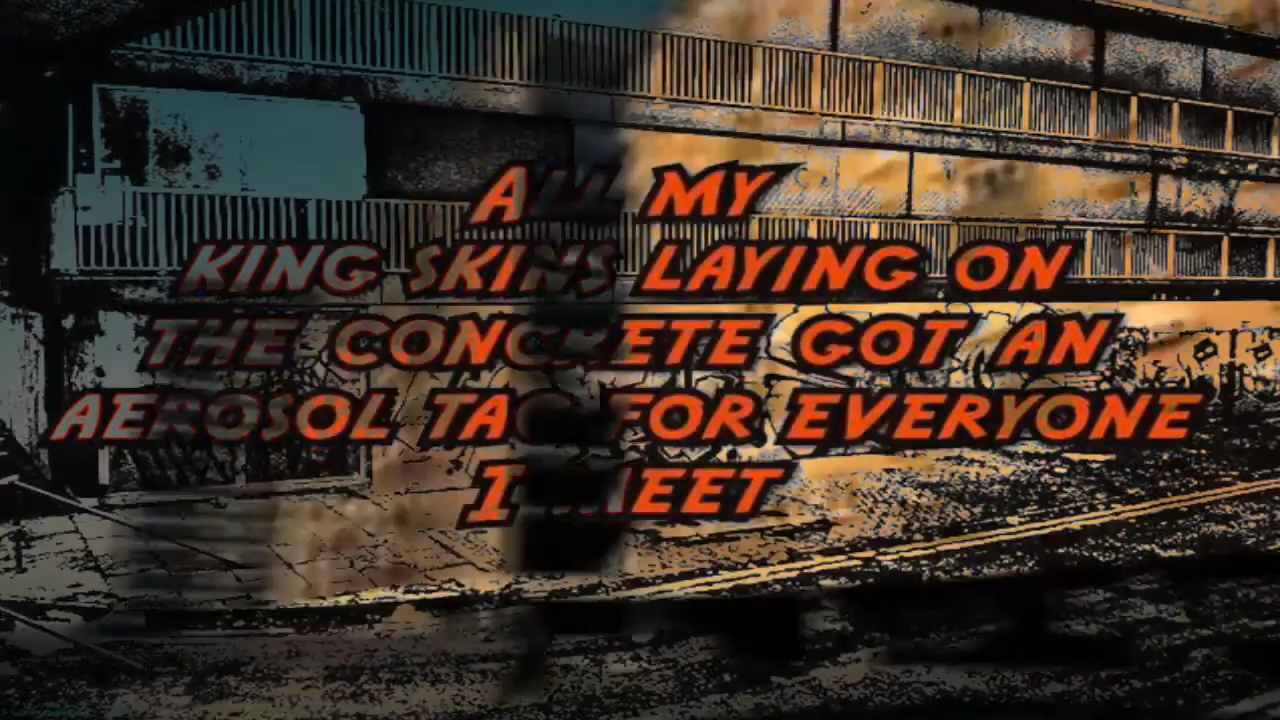 ALL MY
KING SKINS LAYING ON
THE CONCRETE GOT AN
AEROSOL TAG FOR EVERYONE
I MEET